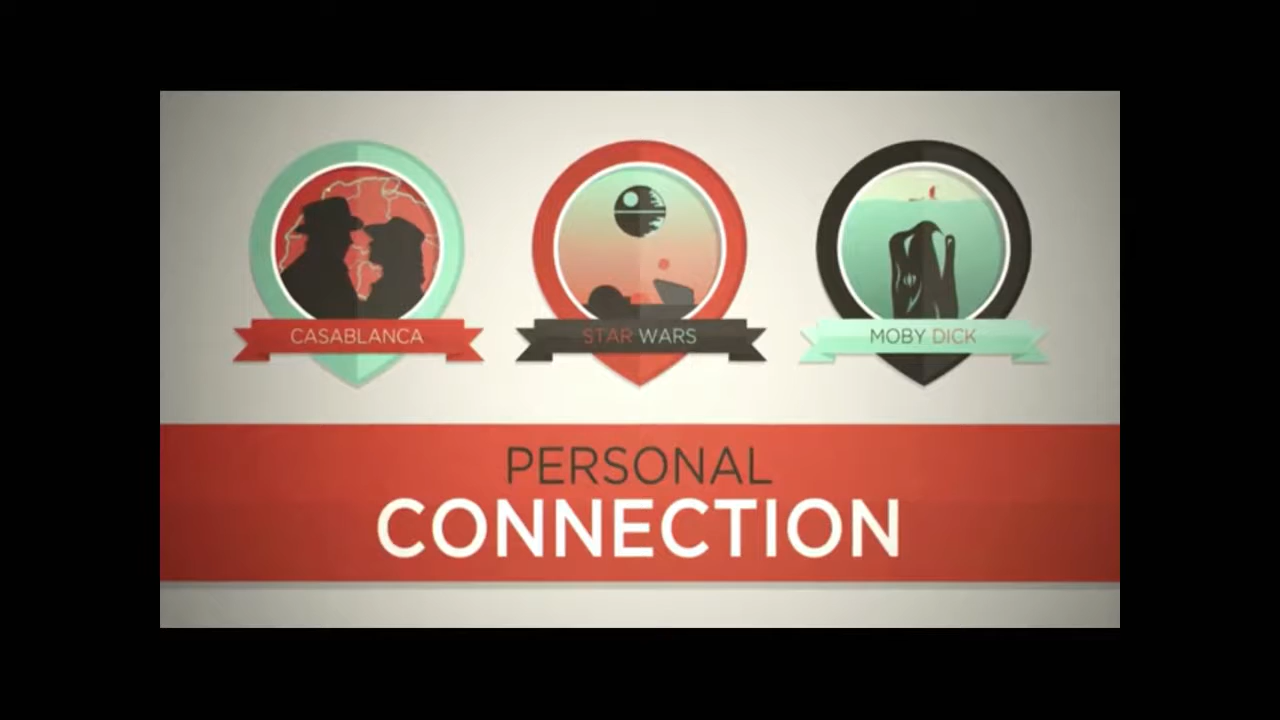 CASABLANCA
STAR WARS
MOBY DICK
PERSONAL
CONNECTION